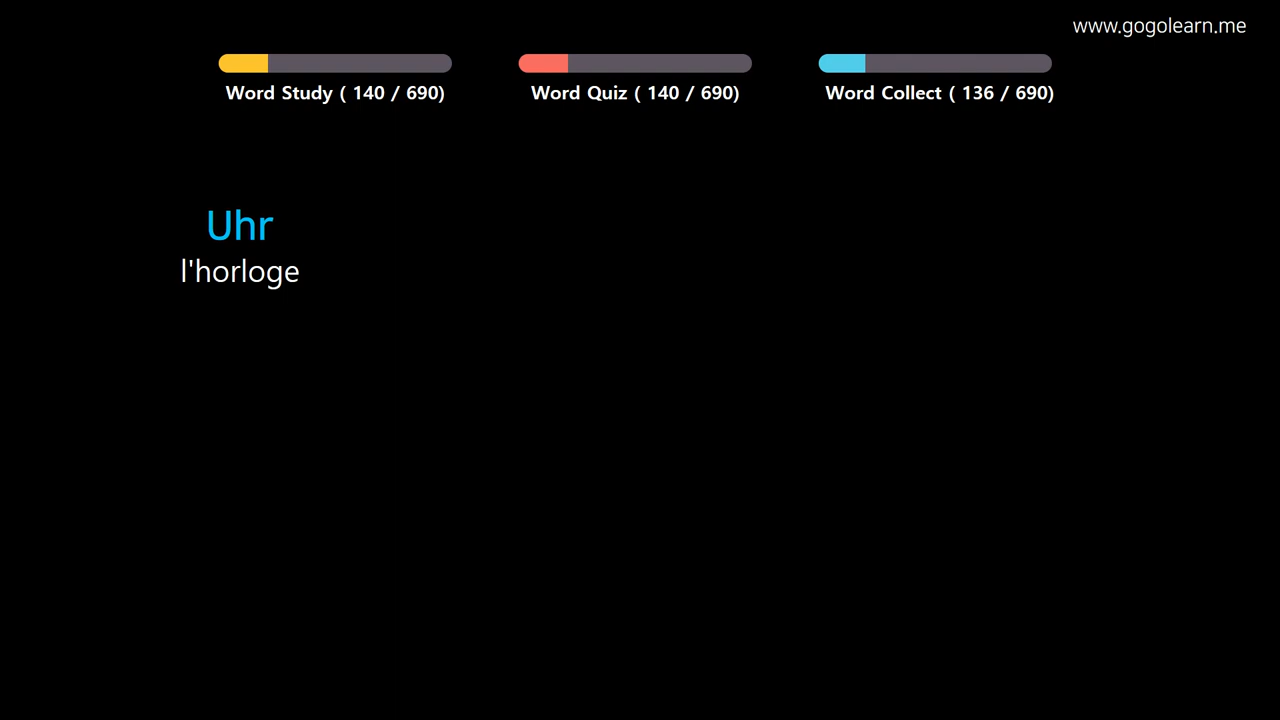 www.gogolearn.me
Word Study ( 140 / 690)
Word Quiz ( 140 / 690)
Word Collect ( 136 / 690)
Uhr
l'horloge